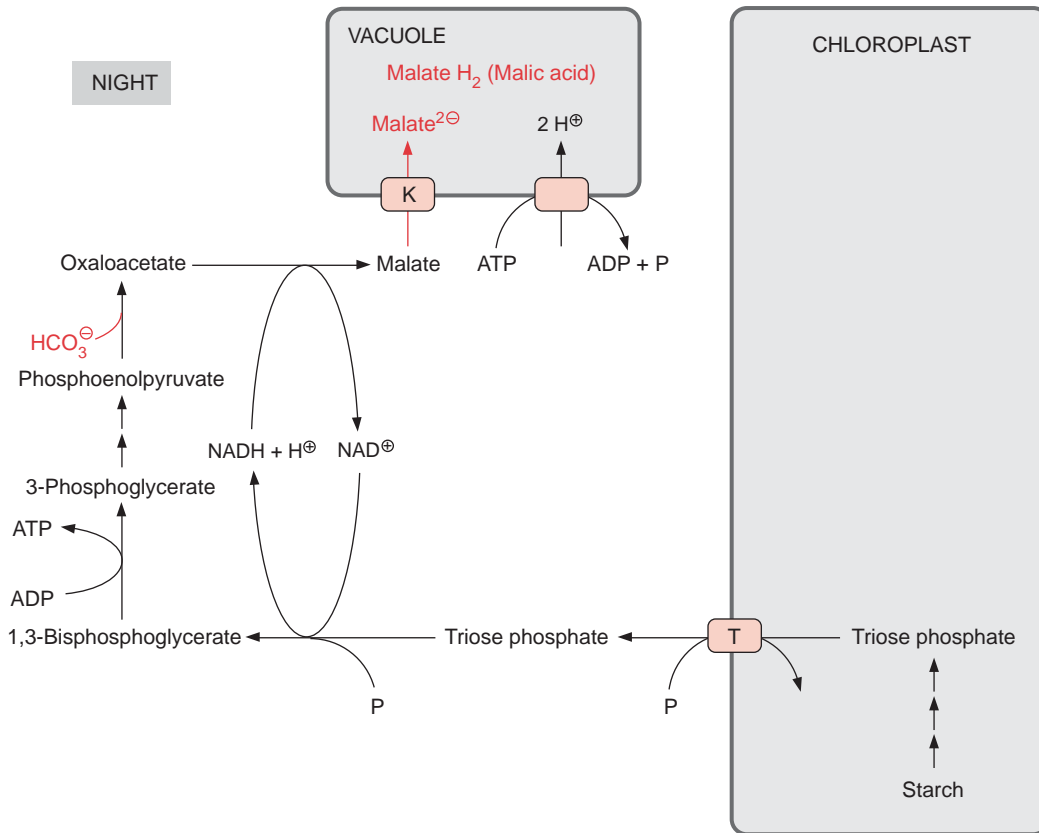 VACUOLE
CHLOROPLAST
NIGHT
Malate H₂ (Malic acid)
Malate²⊖
2 H⊕
K
Oxaloacetate
Malate
ATP
ADP + P
HCO₃⊖
Phosphoenolpyruvate
NADH + H⊕
NAD⊕
3-Phosphoglycerate
ATP
ADP
1,3-Bisphosphoglycerate
Triose phosphate
T
Triose phosphate
P
P
Starch